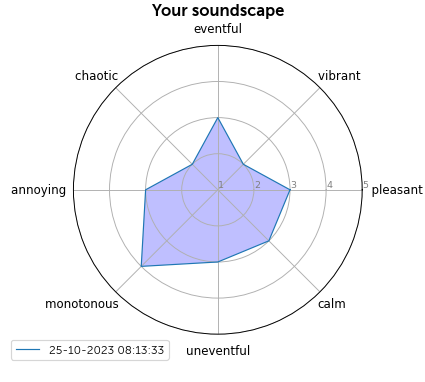 Your soundscape
eventful
chaotic
vibrant
annoying
1 2 3 4 5
pleasant
monotonous
calm
25-10-2023 08:13:33
uneventful